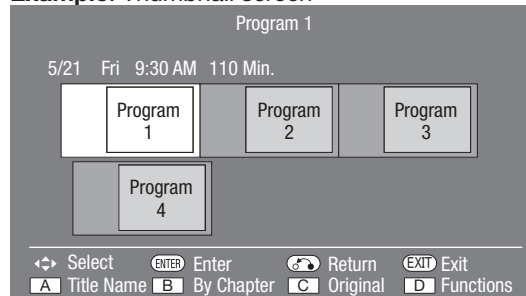 Example: Thumbnail screen
Program 1
5/21 Fri 9:30 AM 110 Min.
Program 1
Program 2
Program 3
Program 4
Select ENTER Enter Return EXIT Exit
A Title Name B By Chapter C Original D Functions